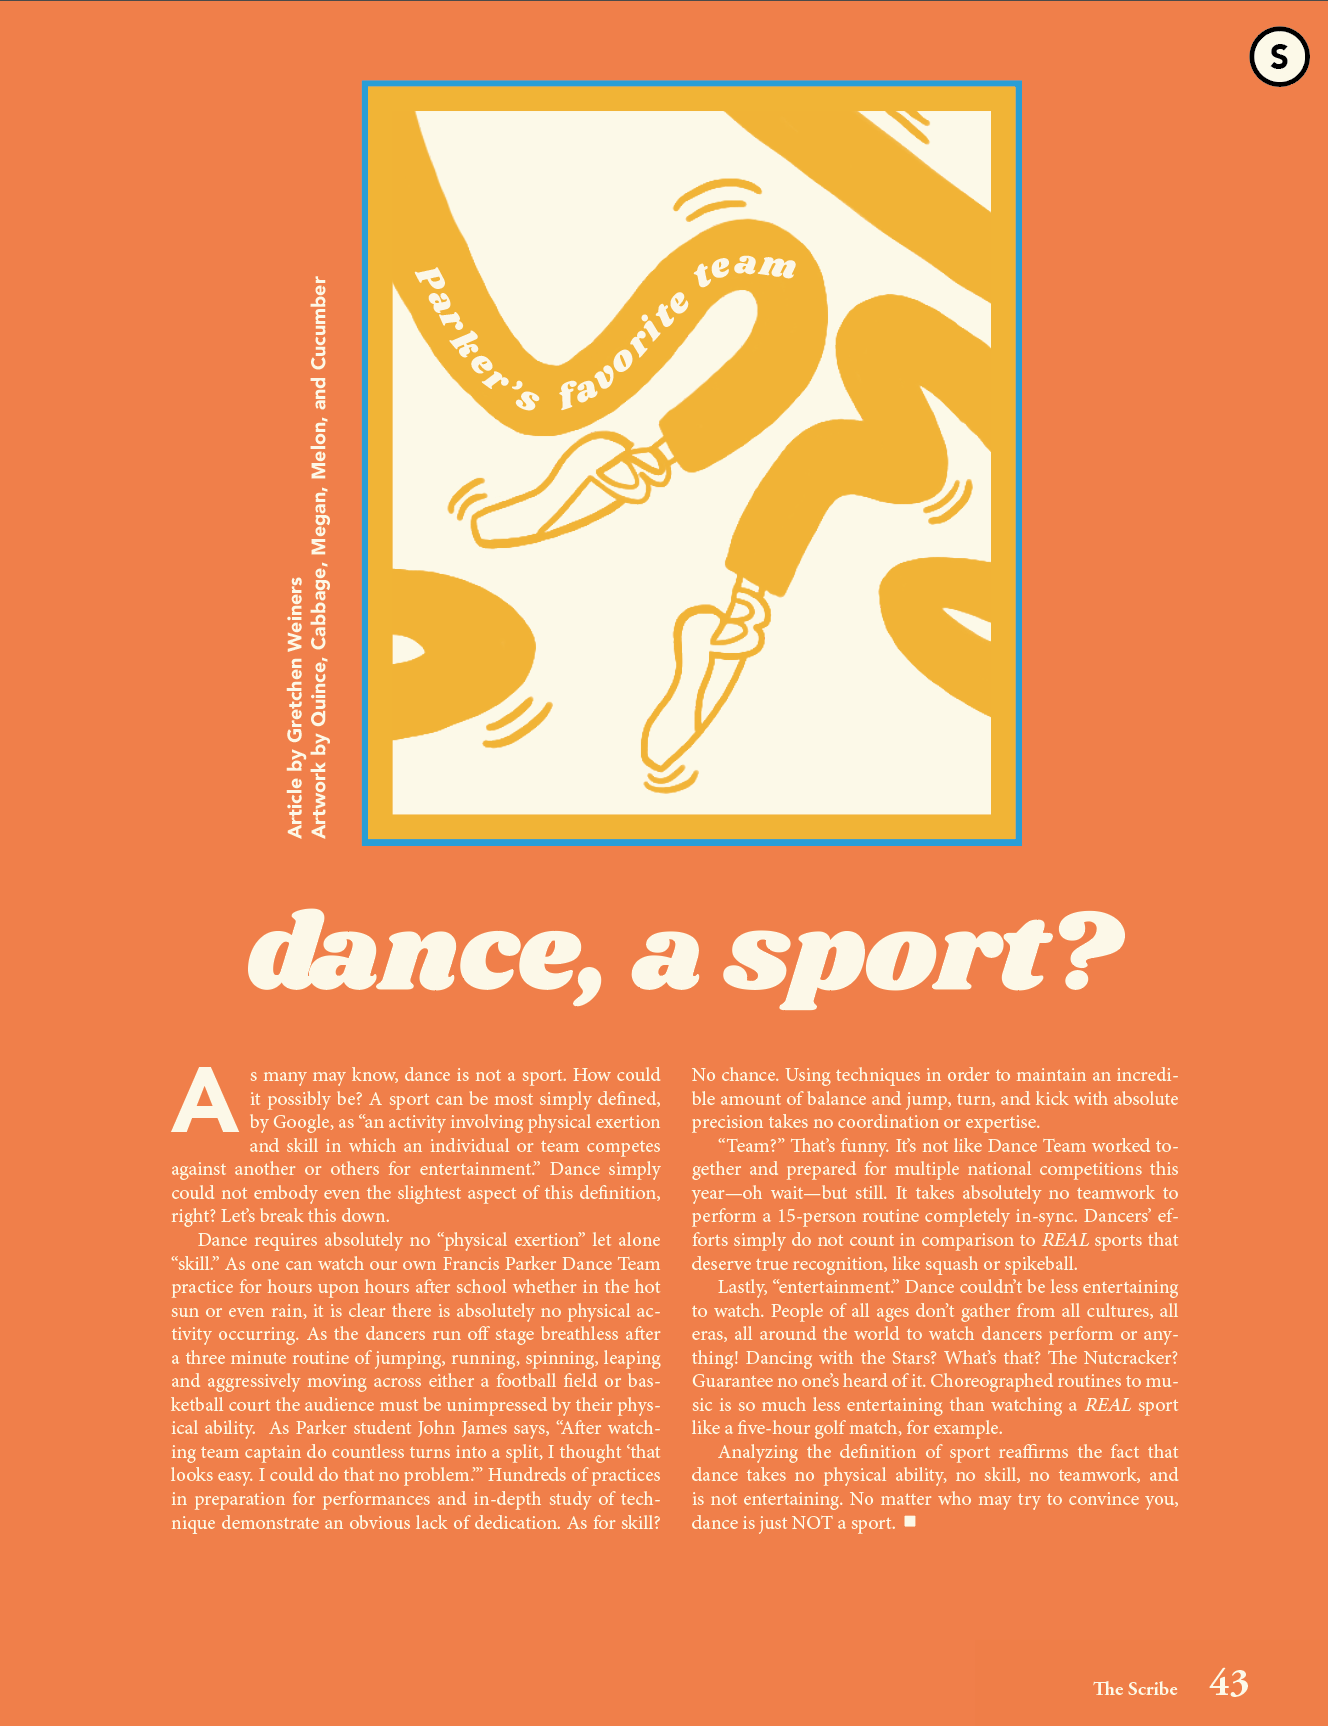 S
Parker's favorite team
Article by Gretchen Weiners
Artwork by Quince, Cabbage, Megan, Melon, and Cucumber
dance, a sport?
As many may know, dance is not a sport. How could
it possibly be? A sport can be most simply defined,
by Google, as “an activity involving physical exertion
and skill in which an individual or team competes
against another or others for entertainment.” Dance simply
could not embody even the slightest aspect of this definition,
right? Let’s break this down.
Dance requires absolutely no “physical exertion” let alone
“skill.” As one can watch our own Francis Parker Dance Team
practice for hours upon hours after school whether in the hot
sun or even rain, it is clear there is absolutely no physical ac-
tivity occurring. As the dancers run off stage breathless after
a three minute routine of jumping, running, spinning, leaping
and aggressively moving across either a football field or bas-
ketball court the audience must be unimpressed by their phys-
ical ability.  As Parker student John James says, “After watch-
ing team captain do countless turns into a split, I thought ‘that
looks easy. I could do that no problem.’” Hundreds of practices
in preparation for performances and in-depth study of tech-
nique demonstrate an obvious lack of dedication. As for skill?
No chance. Using techniques in order to maintain an incredi-
ble amount of balance and jump, turn, and kick with absolute
precision takes no coordination or expertise.
“Team?” That’s funny. It’s not like Dance Team worked to-
gether and prepared for multiple national competitions this
year—oh wait—but still. It takes absolutely no teamwork to
perform a 15-person routine completely in-sync. Dancers’ ef-
forts simply do not count in comparison to REAL sports that
deserve true recognition, like squash or spikeball.
Lastly, “entertainment.” Dance couldn’t be less entertaining
to watch. People of all ages don’t gather from all cultures, all
eras, all around the world to watch dancers perform or any-
thing! Dancing with the Stars? What’s that? The Nutcracker?
Guarantee no one’s heard of it. Choreographed routines to mu-
sic is so much less entertaining than watching a REAL sport
like a five-hour golf match, for example.
Analyzing the definition of sport reaffirms the fact that
dance takes no physical ability, no skill, no teamwork, and
is not entertaining. No matter who may try to convince you,
dance is just NOT a sport.
The Scribe 43